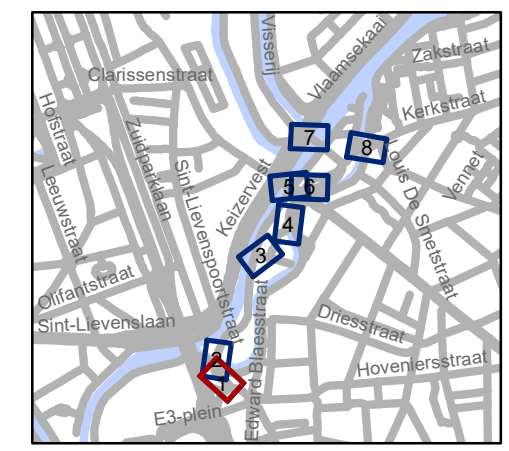 Visserij
Vlaamsekaai
Zakstraat
Clarissenstraat
Kerkstraat
Hofstraat
Zuidparklaan
7
8
Louis De Smetstraat
Vennet
Sint-Lievenspoortstraat
Keizervest
5
6
Leeuwstraat
4
3
Olifantstraat
Sint-Lievenslaan
Driesstraat
Edward Blaesstraat
2
1
Hoveniersstraat
E3-plein